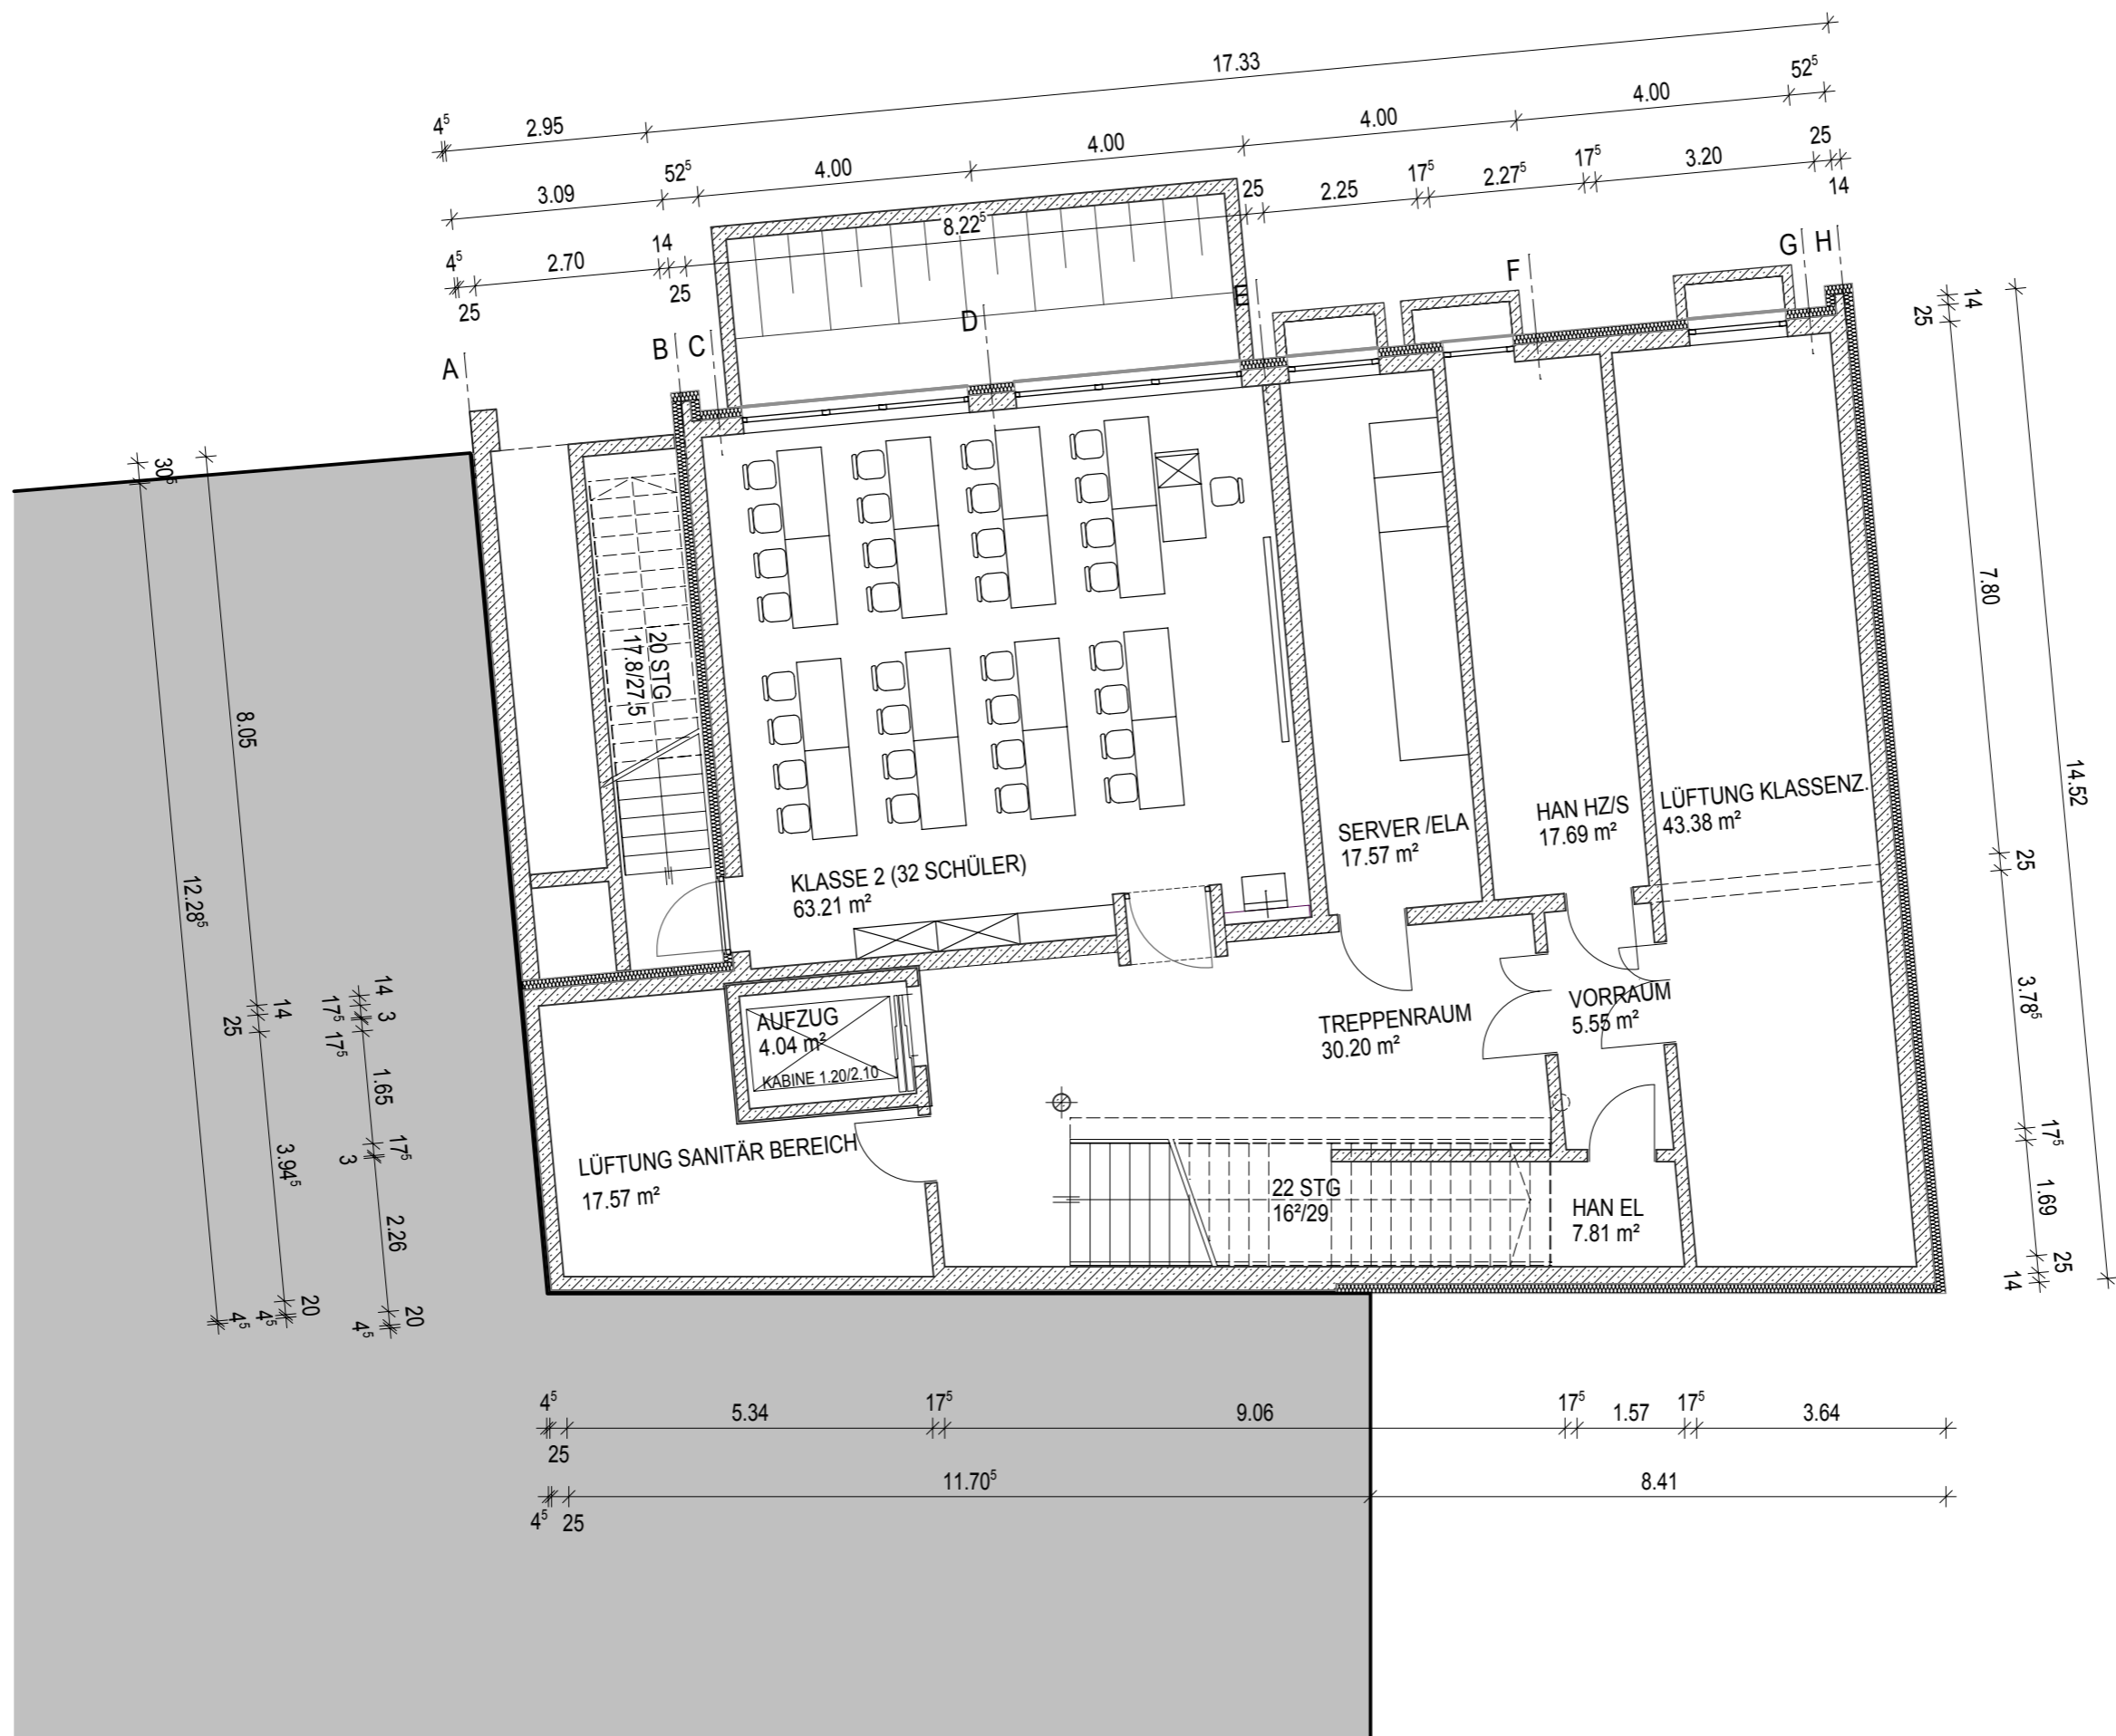 17.33
4⁵ 2.95
4.00 52⁵
52⁵ 4.00 4.00 4.00
3.09
25 2.25 17⁵ 2.27⁵ 17⁵ 3.20 25 14
4⁵ 25 2.70 14 25 8.22⁵
A B C D E F G H
30⁵
8.05
12.28⁵
14
25
3.94⁵
20
4⁵
4⁵
14
17⁵ 3
17⁵
1.65
17⁵
3
2.26
20
4⁵
14
25
7.80
14.52
25
3.78⁵
17⁵
1.69
25
14
20 STG
17.8/27.5
KLASSE 2 (32 SCHÜLER)
63.21 m²
SERVER /ELA
17.57 m²
HAN HZ/S
17.69 m²
LÜFTUNG KLASSENZ.
43.38 m²
AUFZUG
4.04 m²
KABINE 1.20/2.10
TREPPENRAUM
30.20 m²
VORRAUM
5.55 m²
LÜFTUNG SANITÄR BEREICH
17.57 m²
22 STG
16²/29
HAN EL
7.81 m²
4⁵ 25 5.34 17⁵ 9.06 17⁵ 1.57 17⁵ 3.64
4⁵ 25 11.70⁵ 8.41